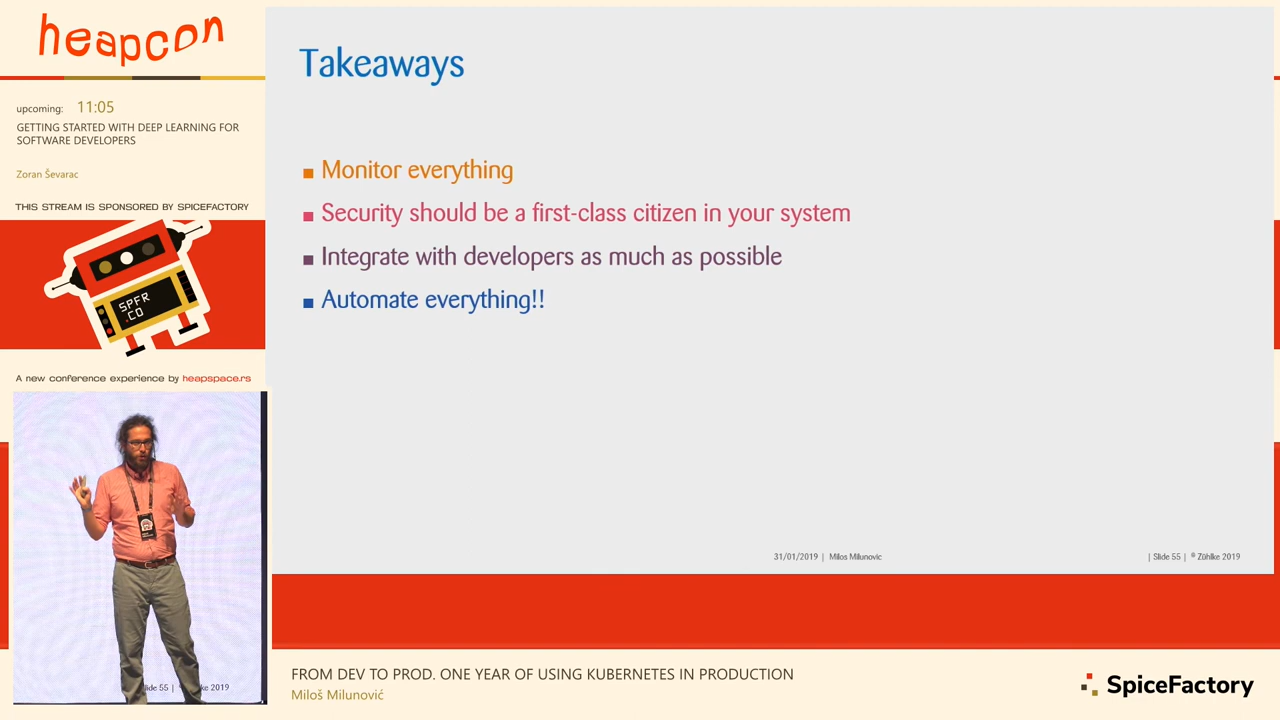 heapcon
upcoming: 11:05
GETTING STARTED WITH DEEP LEARNING FOR
SOFTWARE DEVELOPERS
Zoran Ševarac
THIS STREAM IS SPONSORED BY SPICEFACTORY
SPFR
.CO
A new conference experience by heapspace.rs
Takeaways
Monitor everything
Security should be a first-class citizen in your system
Integrate with developers as much as possible
Automate everything!!
31/01/2019 | Milos Milunovic
| Slide 55 | © Zühlke 2019
55 |
2019
FROM DEV TO PROD. ONE YEAR OF USING KUBERNETES IN PRODUCTION
Miloš Milunović
SpiceFactory